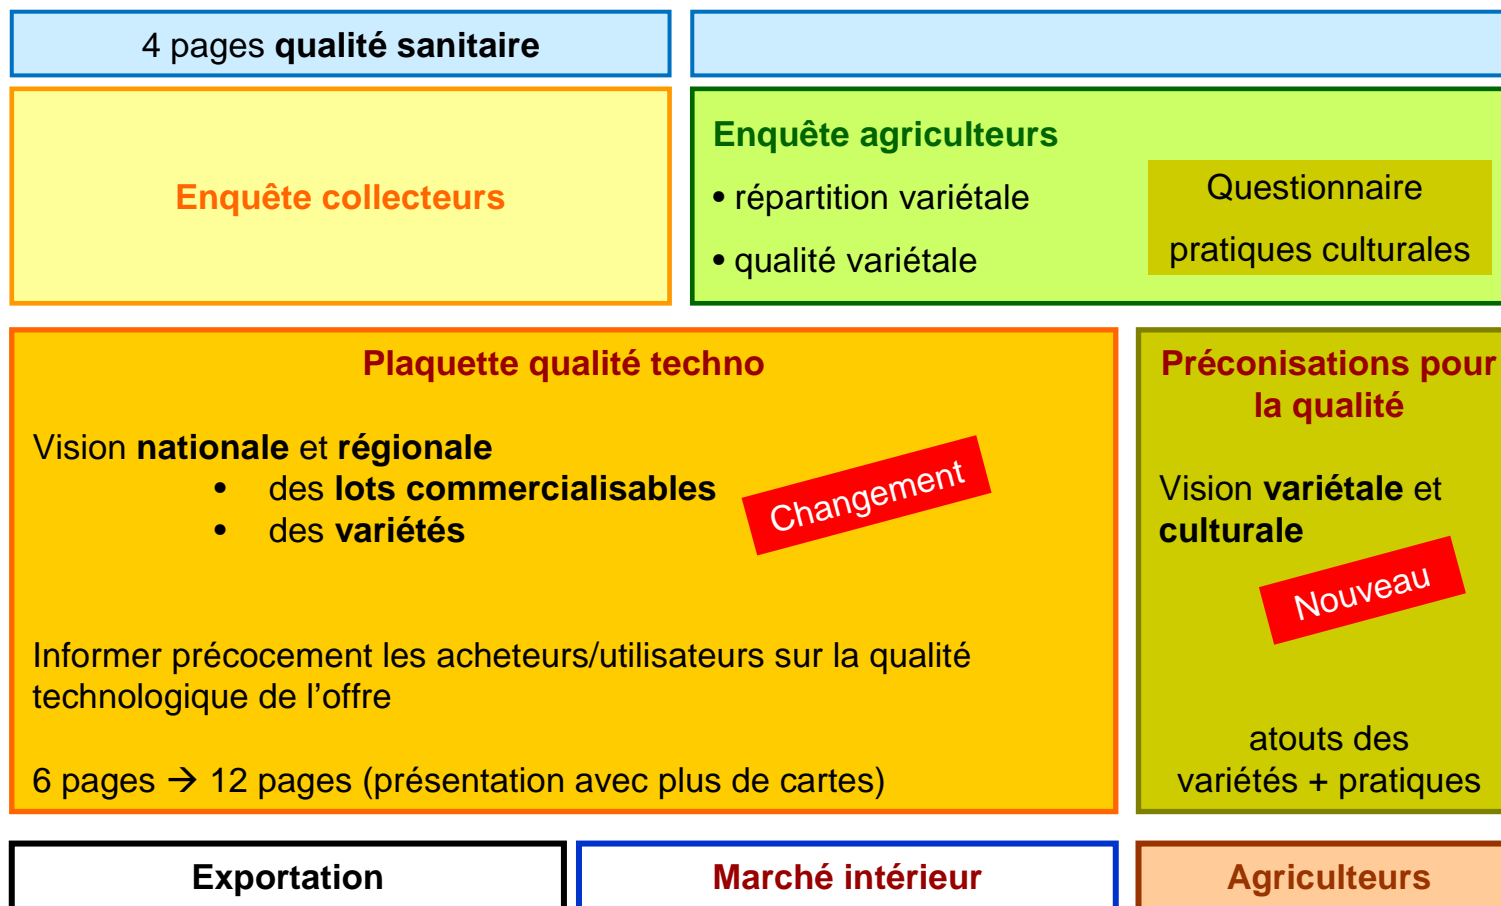 4 pages qualité sanitaire
Enquête collecteurs
Enquête agriculteurs
• répartition variétale
• qualité variétale
Questionnaire
pratiques culturales
Plaquette qualité techno
Vision nationale et régionale
• des lots commercialisables
• des variétés
Changement
Informer précocement les acheteurs/utilisateurs sur la qualité
technologique de l’offre
6 pages → 12 pages (présentation avec plus de cartes)
Préconisations pour
la qualité
Vision variétale et
culturale
Nouveau
atouts des
variétés + pratiques
Exportation
Marché intérieur
Agriculteurs